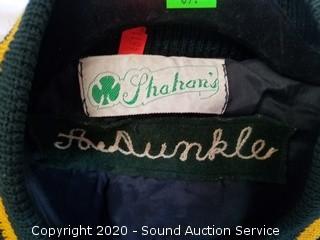 Shahan's
Dunkle
Copyright 2020 - Sound Auction Service